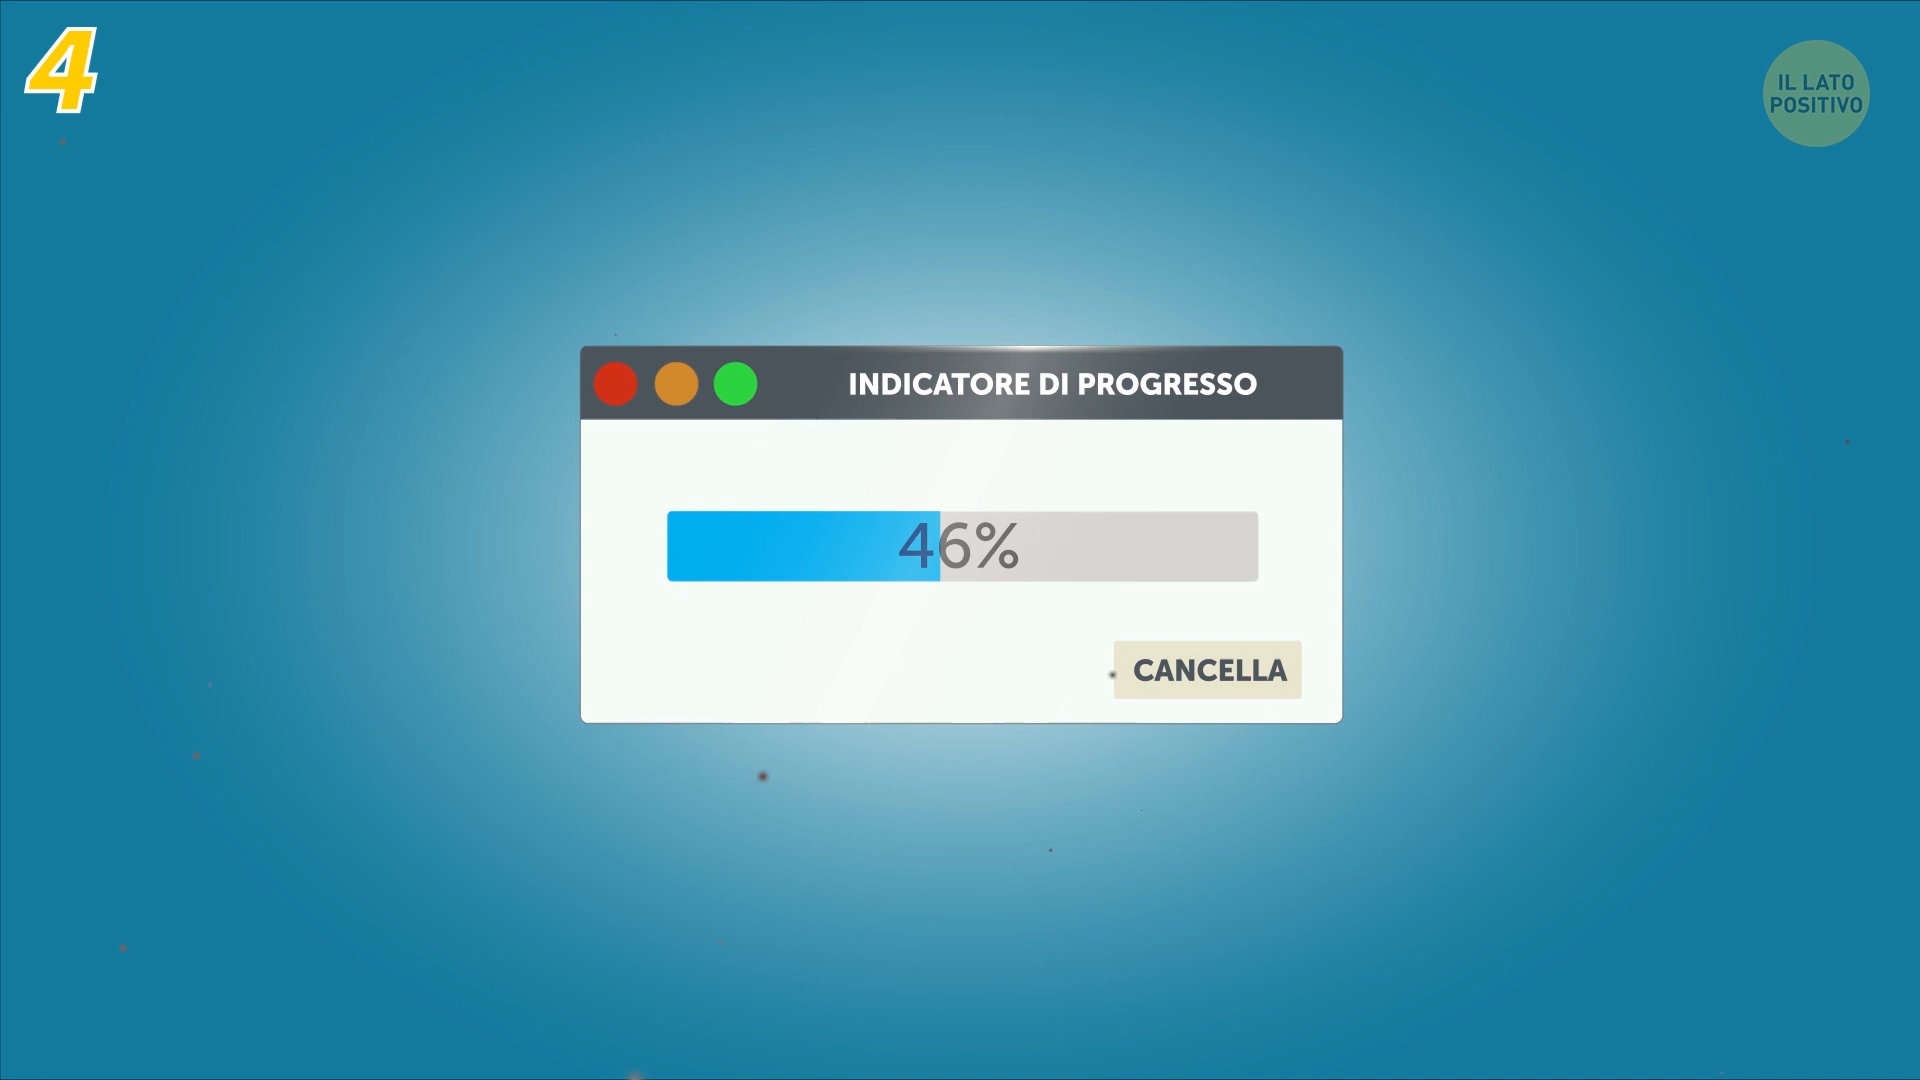 4
IL LATO
POSITIVO
INDICATORE DI PROGRESSO
46%
CANCELLA